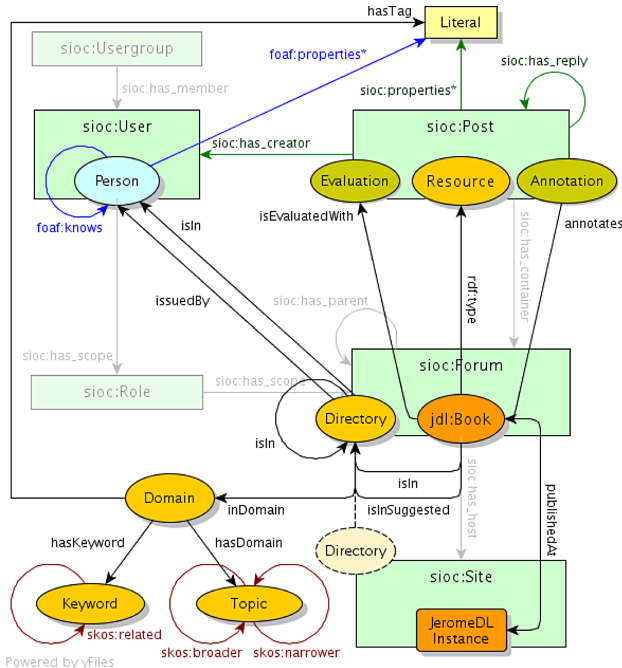 hasTag
Literal
sioc:Usergroup
foaf:properties*
sioc:has_reply
sioc:has_member
sioc:properties*
sioc:User
sioc:has_creator
sioc:Post
Person
Evaluation
Resource
Annotation
foaf:knows
isIn
isEvaluatedWith
annotates
sioc:has_container
issuedBy
rdf:type
sioc:has_parent
sioc:has_scope
sioc:Forum
sioc:Role
sioc:has_scope
Directory
jdl:Book
isIn
isIn
sioc:has_host
publishedAt
Domain
inDomain
isInSuggested
hasKeyword
hasDomain
Directory
sioc:Site
Keyword
Topic
skos:related
skos:broader
skos:narrower
JeromeDL
Instance
Powered by yFiles